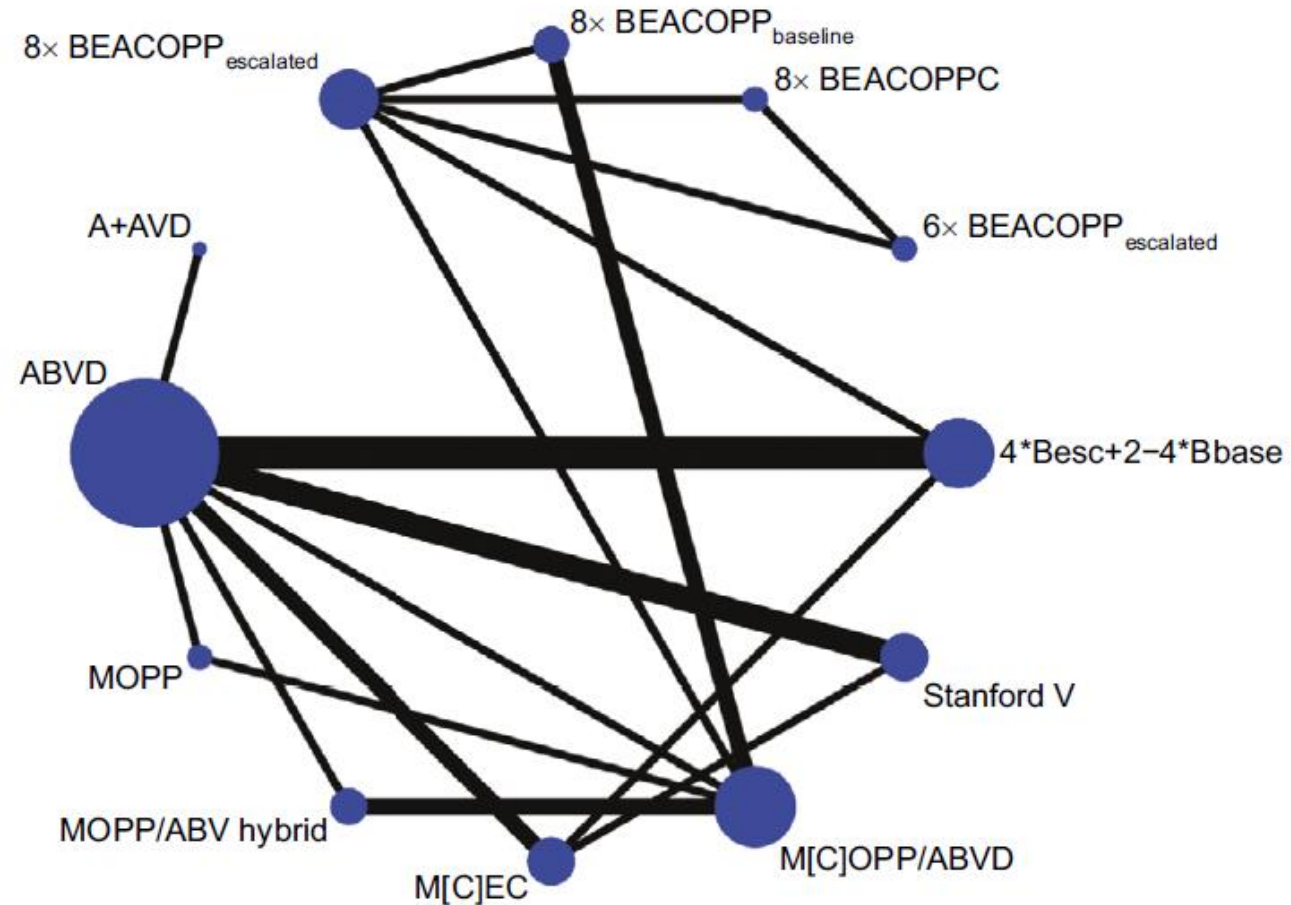 8× BEACOPPbaseline
8× BEACOPPescalated
8× BEACOPPC
A+AVD
6× BEACOPPescalated
ABVD
4*Besc+2−4*Bbase
MOPP
Stanford V
MOPP/ABV hybrid
M[C]OPP/ABVD
M[C]EC